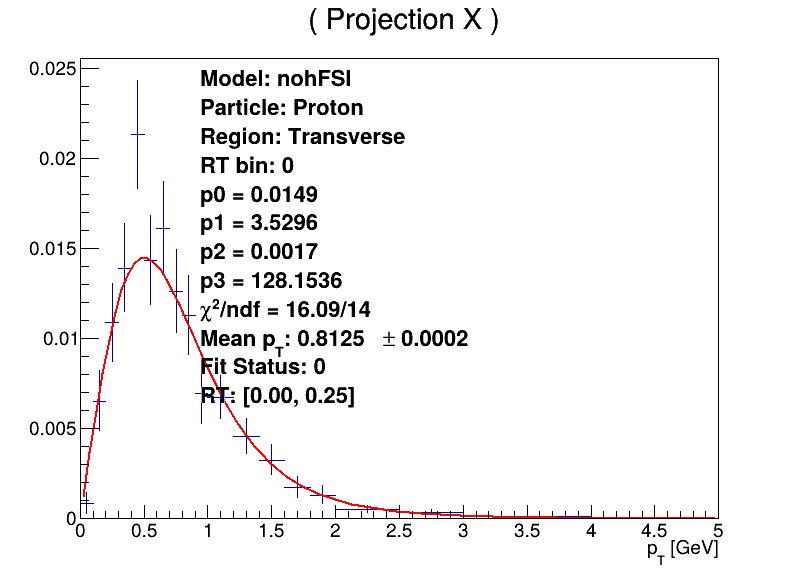 ( Projection X )
0.025
0.02
0.015
0.01
0.005
0
Model: nohFSI
Particle: Proton
Region: Transverse
RT bin: 0
p0 = 0.0149
p1 = 3.5296
p2 = 0.0017
p3 = 128.1536
χ²/ndf = 16.09/14
Mean p_T: 0.8125 ± 0.0002
Fit Status: 0
RT: [0.00, 0.25]
0 0.5 1 1.5 2 2.5 3 3.5 4 4.5 5
p_T [GeV]